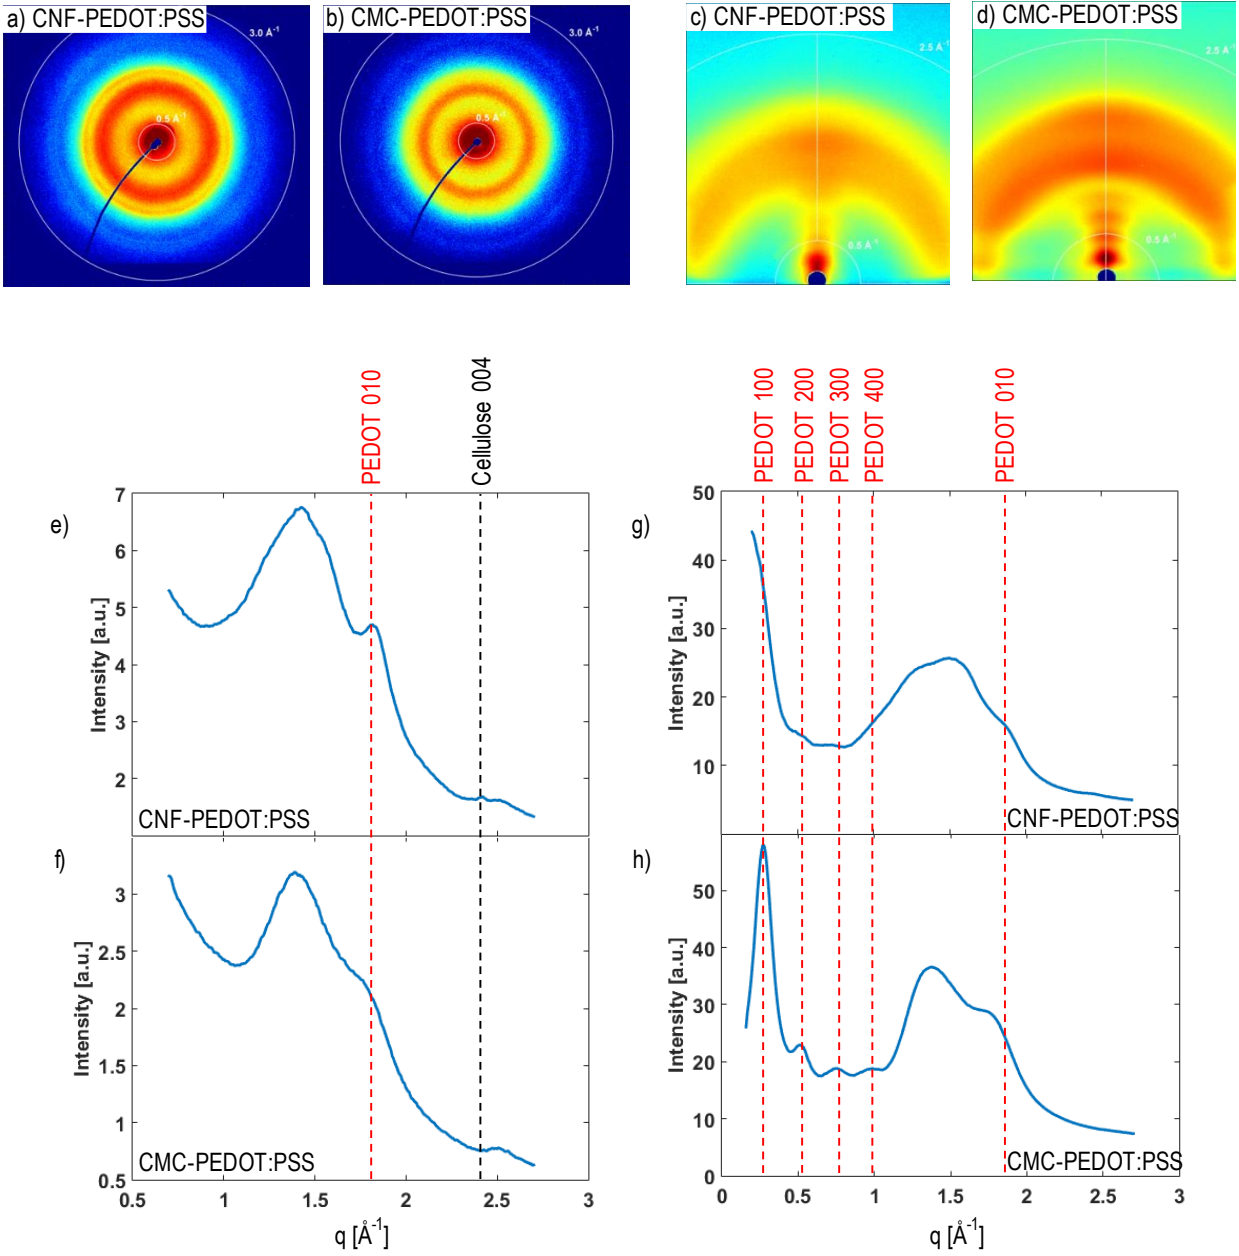 a) CNF-PEDOT:PSS
3.0 Å-1
0.5 Å-1
b) CMC-PEDOT:PSS
3.0 Å-1
0.5 Å-1
c) CNF-PEDOT:PSS
2.5 Å-1
0.5 Å-1
d) CMC-PEDOT:PSS
2.5 Å-1
0.5 Å-1
PEDOT 010
Cellulose 004
e)
7
6
5
4
3
2
Intensity [a.u.]
CNF-PEDOT:PSS
f)
3
2.5
2
1.5
1
0.5
Intensity [a.u.]
CMC-PEDOT:PSS
0.5 1 1.5 2 2.5 3
q [Å-1]
PEDOT 100
PEDOT 200
PEDOT 300
PEDOT 400
PEDOT 010
g)
50
40
30
20
10
Intensity [a.u.]
CNF-PEDOT:PSS
h)
50
40
30
20
10
0
Intensity [a.u.]
CMC-PEDOT:PSS
0 0.5 1 1.5 2 2.5 3
q [Å-1]